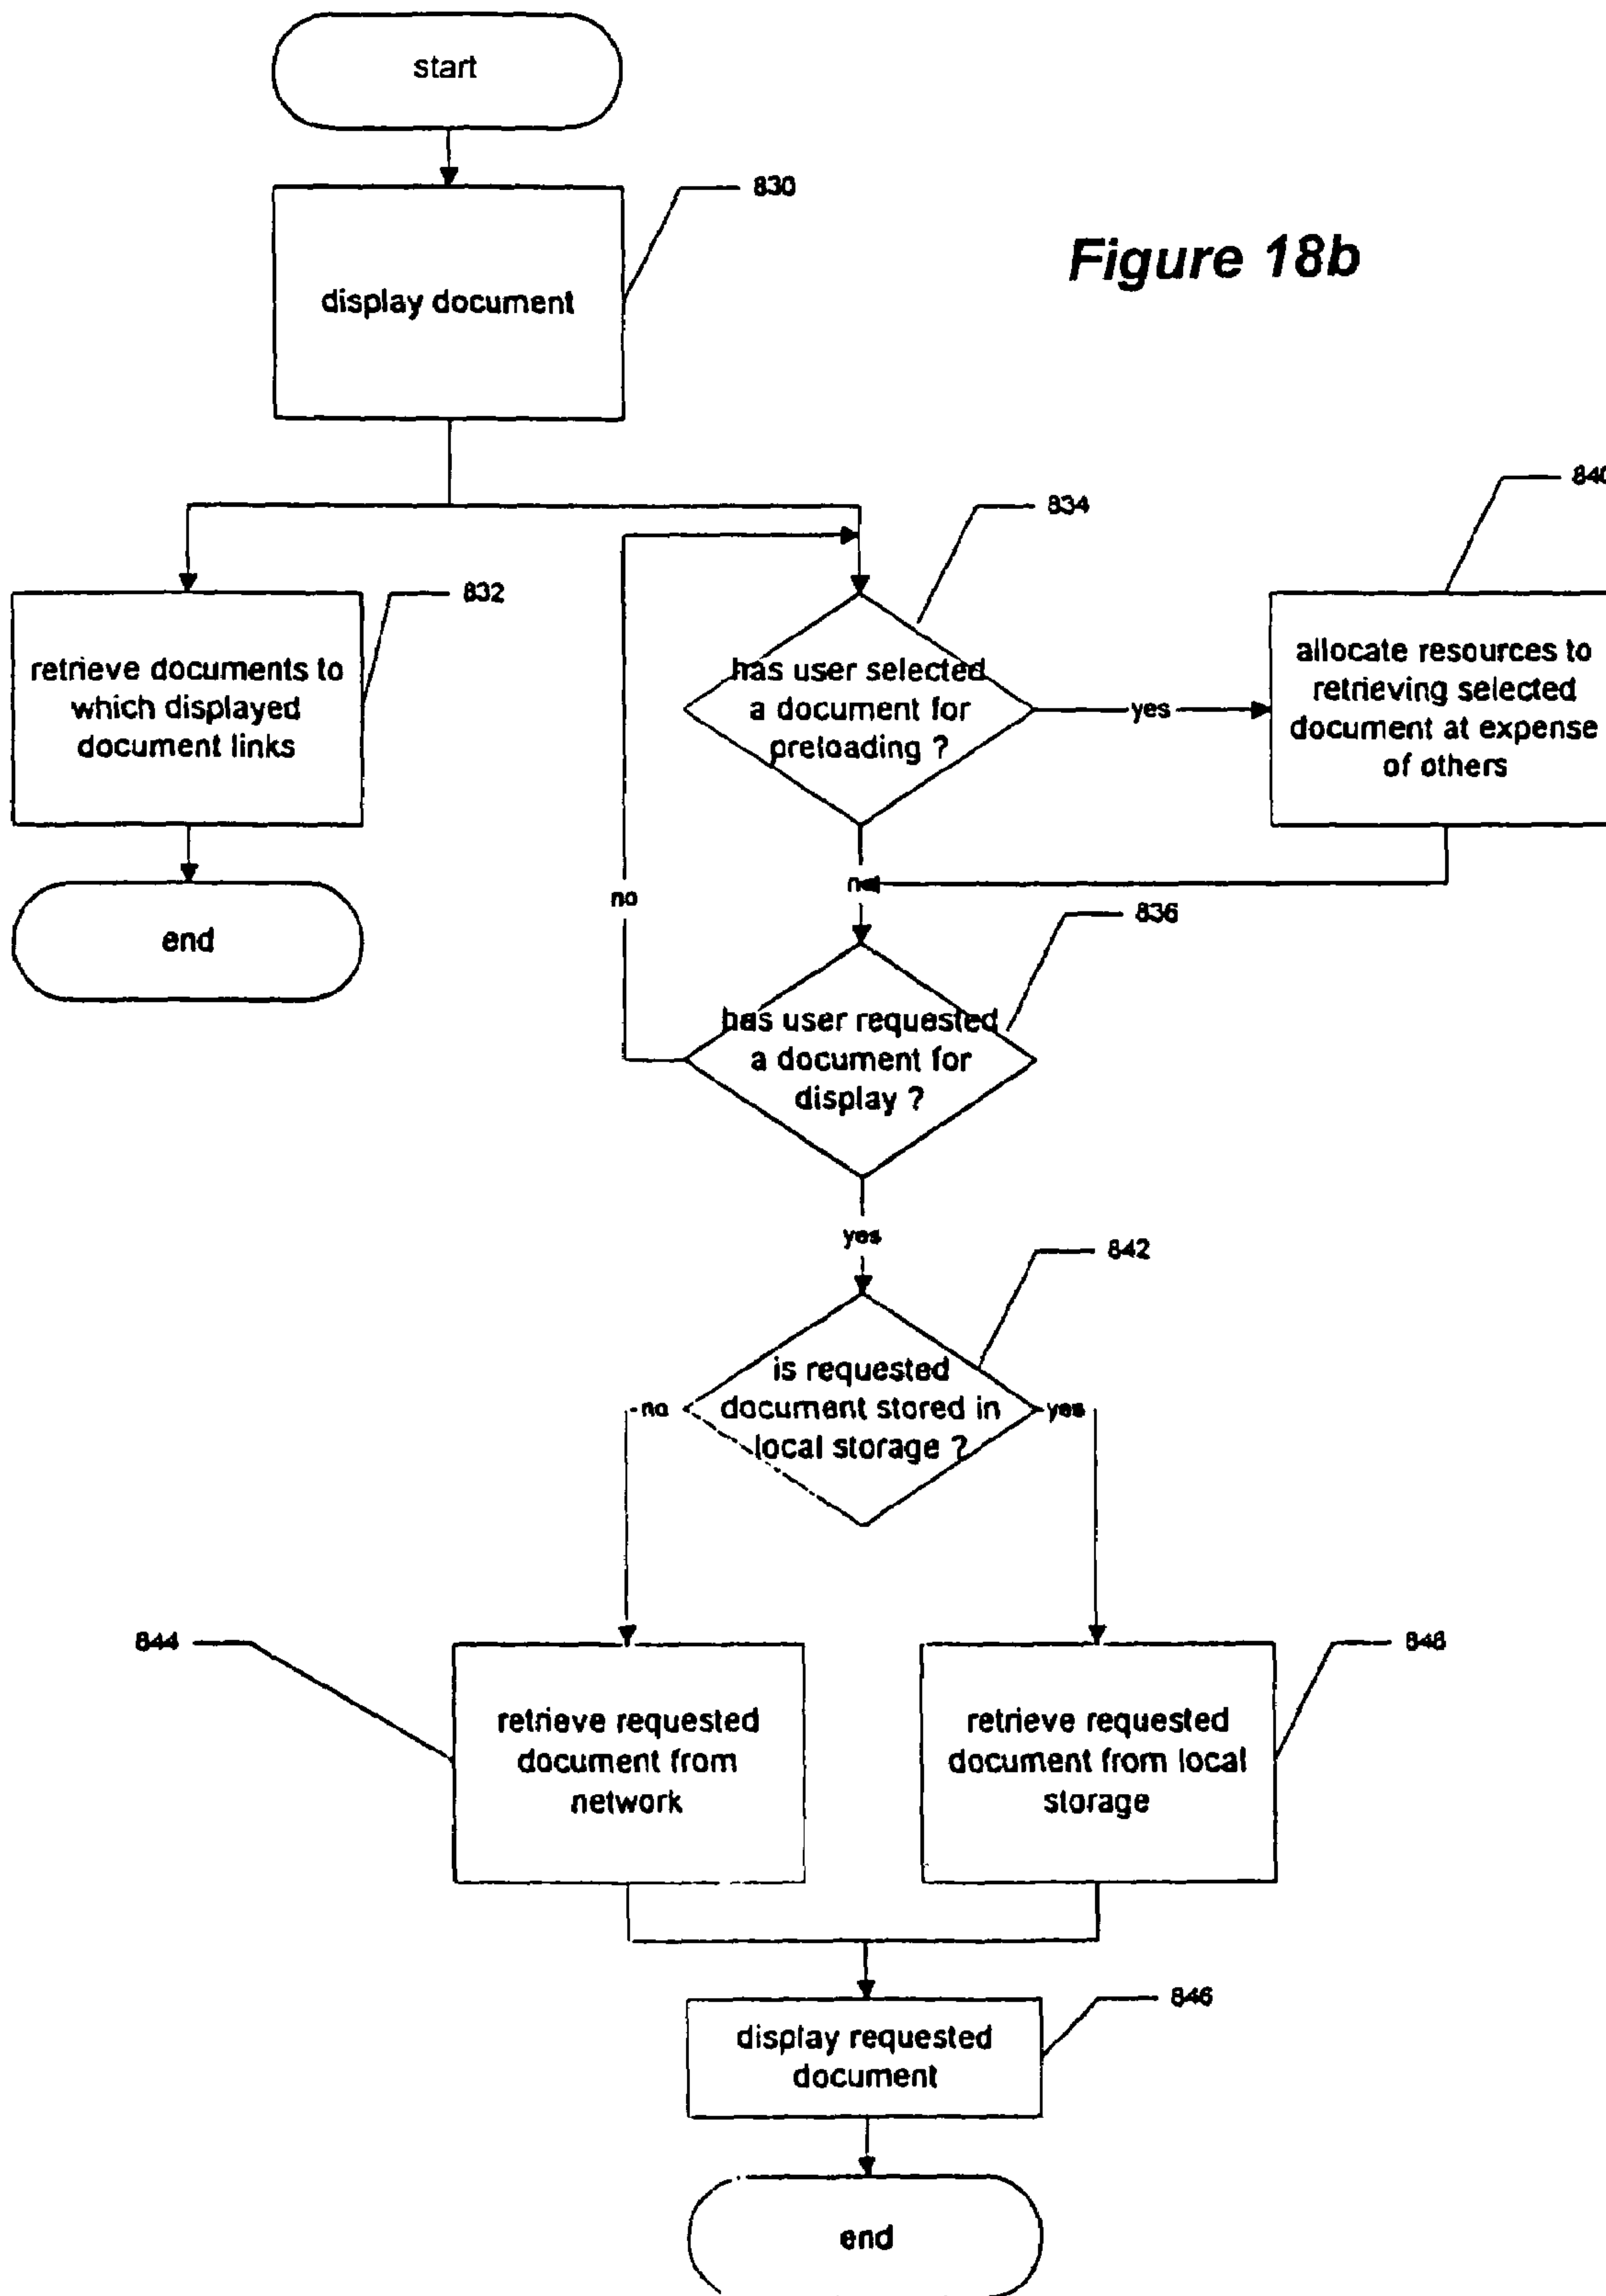 start
830
Figure 18b
display document
834
840
832
retrieve documents to
which displayed
document links
has user selected
a document for
preloading ?
yes
allocate resources to
retrieving selected
document at expense
of others
no
no
end
836
has user requested
a document for
display ?
yes
842
is requested
document stored in
local storage ?
no
yes
844
848
retrieve requested
document from
network
retrieve requested
document from local
storage
846
display requested
document
end